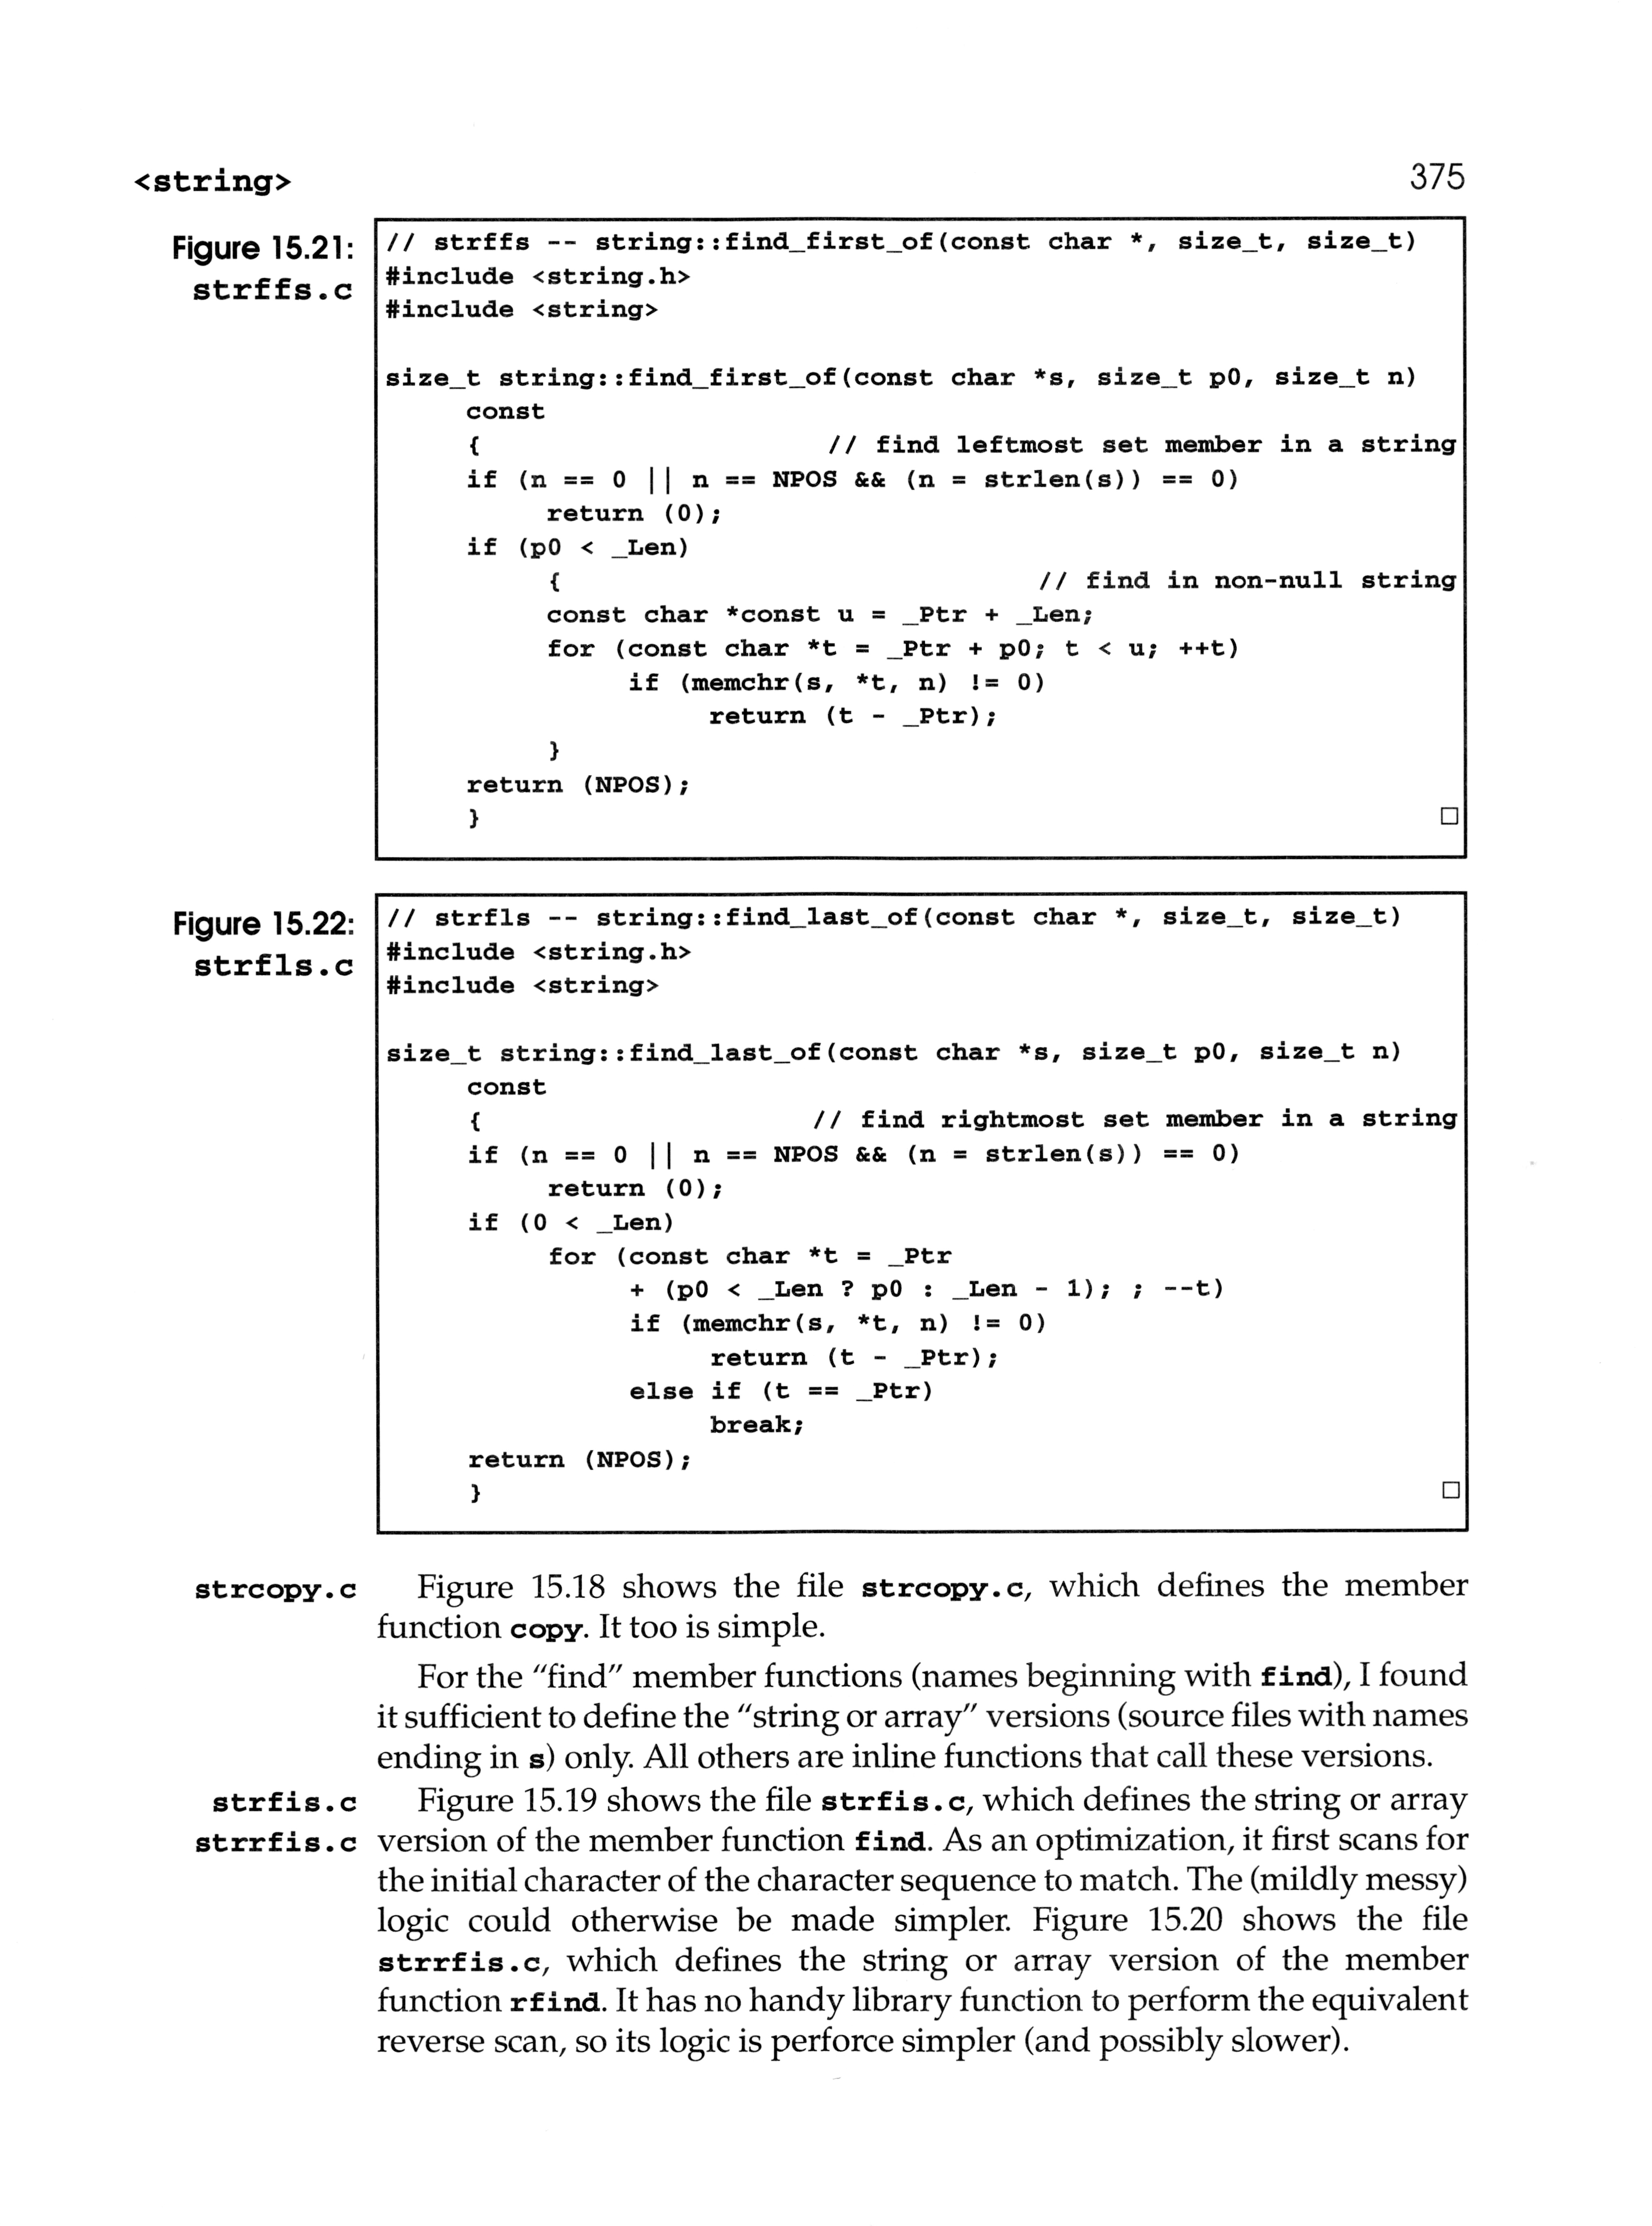 <string>
375
Figure 15.21:
strffs.c
// strffs -- string::find_first_of(const char *, size_t, size_t)
#include <string.h>
#include <string>
size_t string::find_first_of(const char *s, size_t p0, size_t n)
const
{ // find leftmost set member in a string
if (n == 0 || n == NPOS && (n = strlen(s)) == 0)
return (0);
if (p0 < _Len)
{ // find in non-null string
const char *const u = _Ptr + _Len;
for (const char *t = _Ptr + p0; t < u; ++t)
if (memchr(s, *t, n) != 0)
return (t - _Ptr);
}
return (NPOS);
} □
Figure 15.22:
strfls.c
// strfls -- string::find_last_of(const char *, size_t, size_t)
#include <string.h>
#include <string>
size_t string::find_last_of(const char *s, size_t p0, size_t n)
const
{ // find rightmost set member in a string
if (n == 0 || n == NPOS && (n = strlen(s)) == 0)
return (0);
if (0 < _Len)
for (const char *t = _Ptr
+ (p0 < _Len ? p0 : _Len - 1); ; --t)
if (memchr(s, *t, n) != 0)
return (t - _Ptr);
else if (t == _Ptr)
break;
return (NPOS);
} □
strcopy.c
Figure 15.18 shows the file strcopy.c, which defines the member
function copy. It too is simple.
For the "find" member functions (names beginning with find), I found
it sufficient to define the "string or array" versions (source files with names
ending in s) only. All others are inline functions that call these versions.
strfis.c
strrfis.c
Figure 15.19 shows the file strfis.c, which defines the string or array
version of the member function find. As an optimization, it first scans for
the initial character of the character sequence to match. The (mildly messy)
logic could otherwise be made simpler. Figure 15.20 shows the file
strrfis.c, which defines the string or array version of the member
function rfind. It has no handy library function to perform the equivalent
reverse scan, so its logic is perforce simpler (and possibly slower).